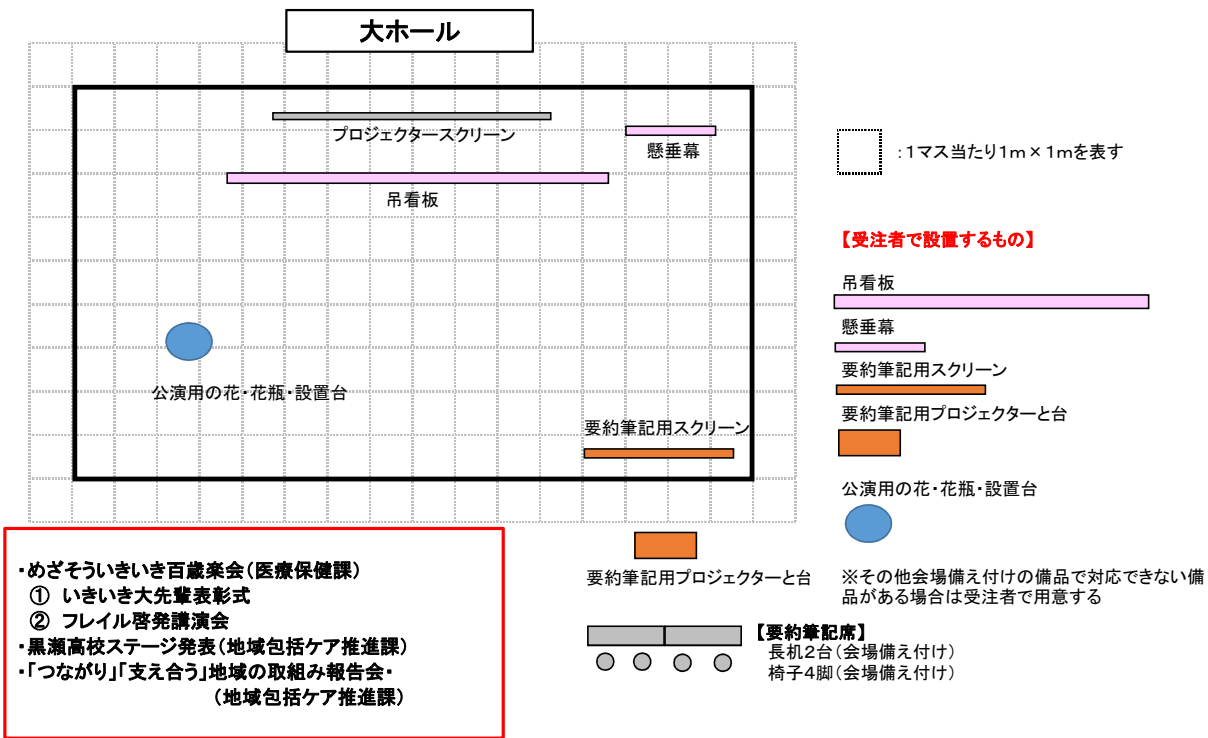 大ホール
プロジェクタースクリーン
懸垂幕
吊看板
公演用の花・花瓶・設置台
要約筆記用スクリーン
:1マス当たり1m×1mを表す
【受注者で設置するもの】
吊看板
懸垂幕
要約筆記用スクリーン
要約筆記用プロジェクターと台
公演用の花・花瓶・設置台
※その他会場備え付けの備品で対応できない備
品がある場合は受注者で用意する
要約筆記用プロジェクターと台
【要約筆記席】
長机2台(会場備え付け)
椅子4脚(会場備え付け)
・めざそういきいき百歳楽会(医療保健課)
① いきいき大先輩表彰式
② フレイル啓発講演会
・黒瀬高校ステージ発表(地域包括ケア推進課)
・「つながり」「支え合う」地域の取組み報告会・
(地域包括ケア推進課)